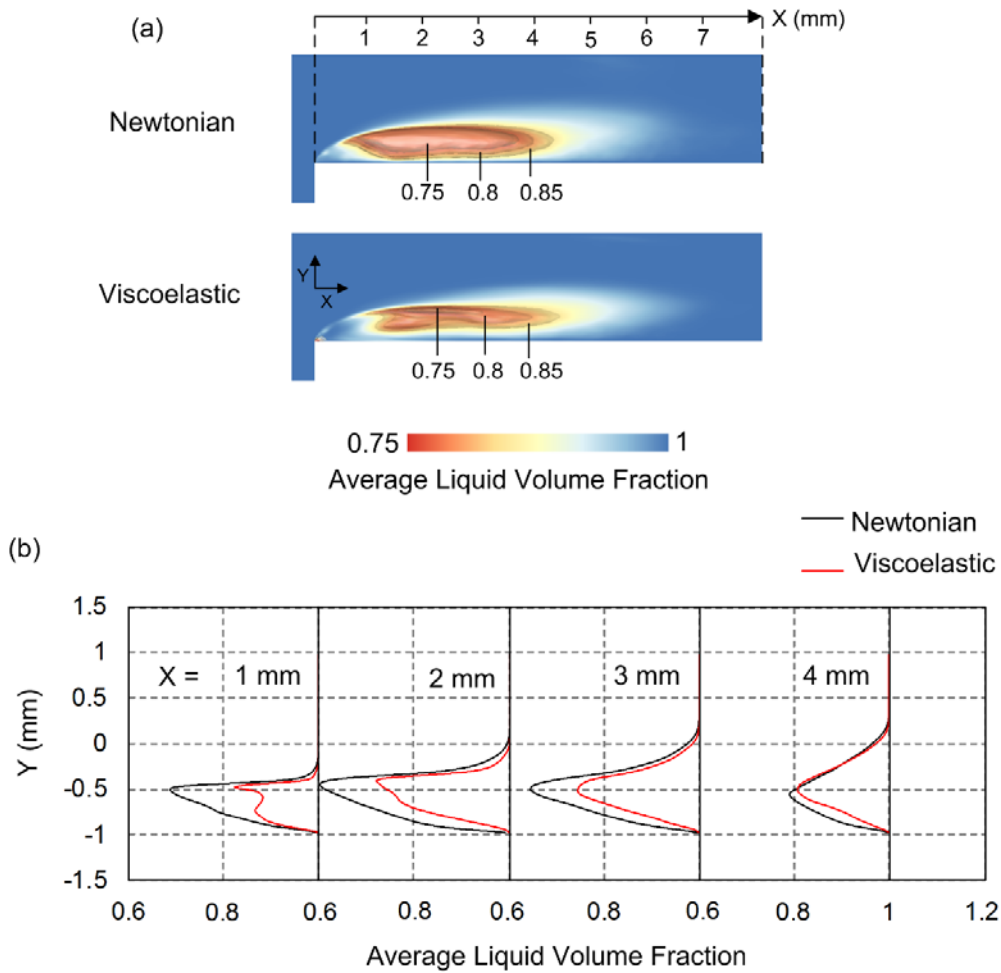 (a)
X (mm)
1 2 3 4 5 6 7
Newtonian
0.75 0.8 0.85
Viscoelastic
Y
X
0.75 0.8 0.85
0.75 1
Average Liquid Volume Fraction
Newtonian
(b)
Viscoelastic
1.5
1
X = 1 mm 2 mm 3 mm 4 mm
0.5
Y (mm)
0
-0.5
-1
-1.5
0.6 0.8 0.6 0.8 0.6 0.8 0.6 0.8 1 1.2
Average Liquid Volume Fraction